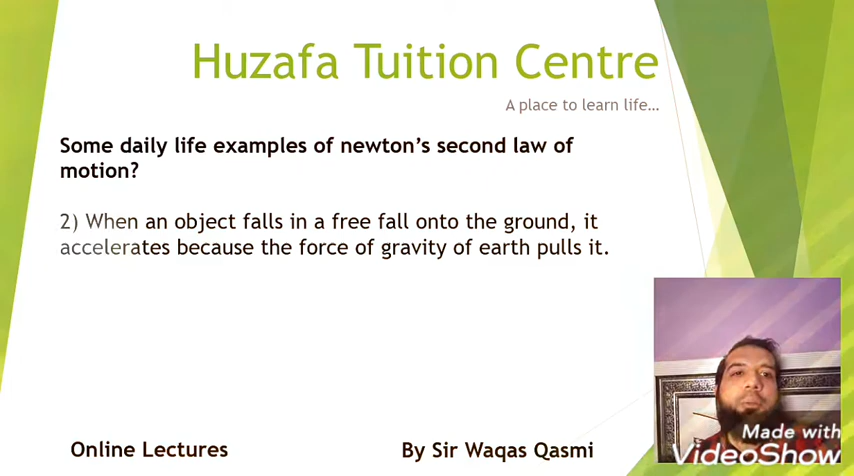 Huzafa Tuition Centre
A place to learn life...
Some daily life examples of newton's second law of
motion?
2) When an object falls in a free fall onto the ground, it
accelerates because the force of gravity of earth pulls it.
Made with
VideoShow
Online Lectures
By Sir Waqas Qasmi